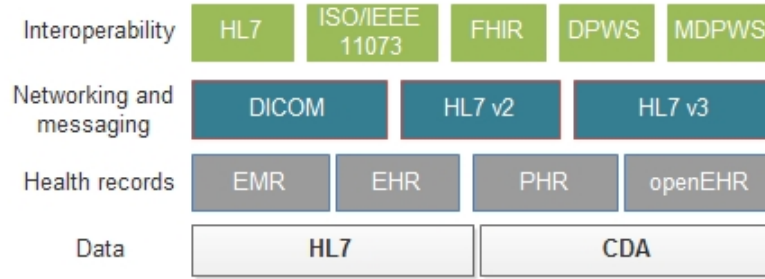 Interoperability HL7 ISO/IEEE 11073 FHIR DPWS MDPWS
Networking and messaging DICOM HL7 v2 HL7 v3
Health records EMR EHR PHR openEHR
Data HL7 CDA